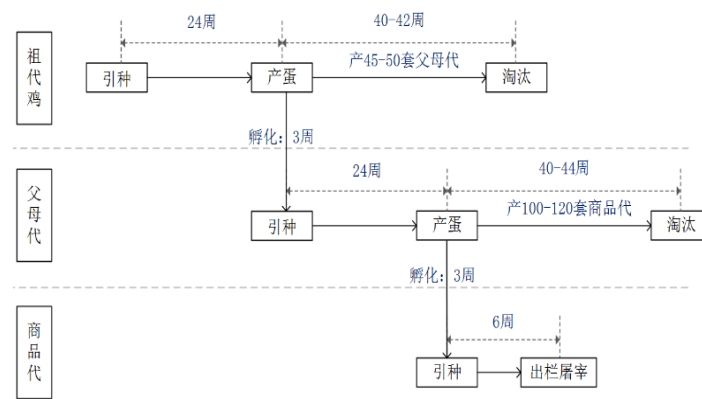 24周
40-42周
祖代鸡
引种
产蛋
产45-50套父母代
淘汰
孵化：3周
24周
40-44周
父母代
引种
产蛋
产100-120套商品代
淘汰
孵化：3周
6周
商品代
引种
出栏屠宰